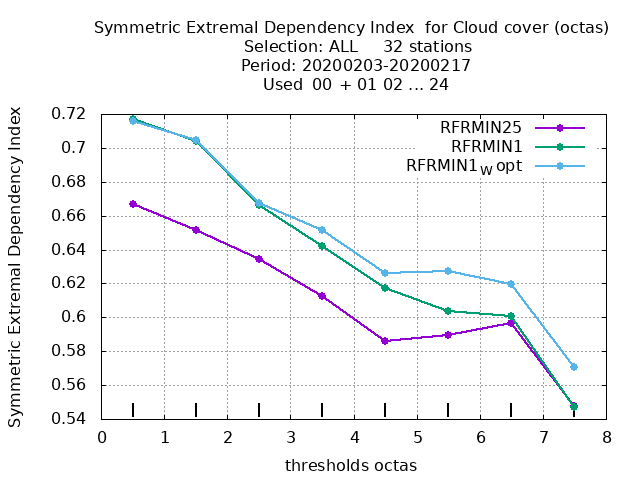 Symmetric Extremal Dependency Index  for Cloud cover (octas)
Selection: ALL     32 stations
Period: 20200203-20200217
Used  00  + 01 02 ... 24
Symmetric Extremal Dependency Index
0.72
0.7
0.68
0.66
0.64
0.62
0.6
0.58
0.56
0.54
RFRMIN25
RFRMIN1
RFRMIN1w opt
0 1 2 3 4 5 6 7 8
thresholds octas